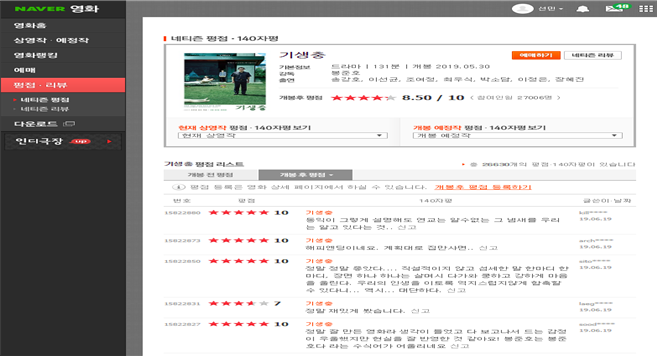 NAVER 영화
선민
48
영화홈
상영작 · 예정작
영화랭킹
예매
평점 · 리뷰
네티즌 평점
네티즌 리뷰
다운로드
인디극장 UP
네티즌 평점 · 140자평
기생충
예매하기
네티즌 리뷰
기본정보 드라마 | 131분 | 개봉 2019.05.30
감독 봉준호
출연 송강호, 이선균, 조여정, 최우식, 박소담, 이정은, 장혜진
개봉후 평점 ★★★★★ 8.50 / 10 ( 참여인원 27006명 )
현재 상영작 평점 · 140자평 보기
현재 상영작
개봉 예정작 평점 · 140자평 보기
개봉 예정작
기생충 평점 리스트
총 26630개의 평점 · 140자평이 있습니다
개봉 전 평점
개봉 후 평점
평점 등록은 영화 상세 페이지에서 하실 수 있습니다. 개봉후 평점 등록하기
번호 평점 140자평 글쓴이·날짜
15822880 ★★★★★ 10 기생충
동익이 그렇게 설명해도 연교는 알수없는 그 냄새를 우리는 알고 있다는 것.. 신고
19.06.19
15822873 ★★★★★ 10 기생충
해피엔딩이네요. 계획대로 집만사면.. 신고
19.06.19
15822850 ★★★★★ 10 기생충
정말 정말 좋았다.... 직설적이지 않고 섬세한 말 한마디 한마디, 장면 하나 하나는 삶에서 다가와 쿵하고 강하게 마음을 울린다. 우리의 인생을 이토록 억지스럽지않게 함축할 수 있다니... 역시... 대단하다. 신고
19.06.19
15822831 ★★★★★ 7 기생충
정말 재밌게 봤습니다. 신고
19.06.19
15822827 ★★★★★ 10 기생충
정말 잘 만든 영화라 생각이 들었고 다 보고나서 드는 감정이 우울했지만 현실을 잘 반영한 것 같아요! 봉준호는 봉준호다 라는 수식어가 어울리네요 신고
19.06.19